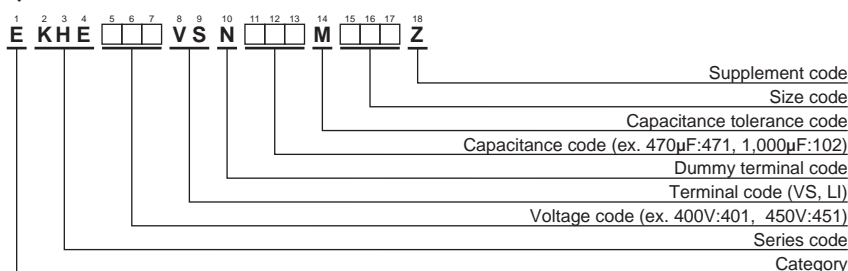 1 2 3 4 5 6 7 8 9 10 11 12 13 14 15 16 17 18
E KHE □□□ VS N □□□ M □□□ Z
Supplement code
Size code
Capacitance tolerance code
Capacitance code (ex. 470μF:471, 1,000μF:102)
Dummy terminal code
Terminal code (VS, LI)
Voltage code (ex. 400V:401, 450V:451)
Series code
Category